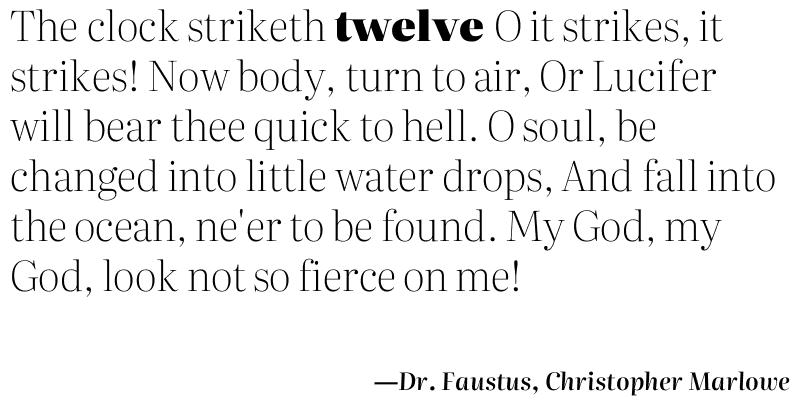 The clock striketh twelve O it strikes, it
strikes! Now body, turn to air, Or Lucifer
will bear thee quick to hell. O soul, be
changed into little water drops, And fall into
the ocean, ne'er to be found. My God, my
God, look not so fierce on me!
—Dr. Faustus, Christopher Marlowe